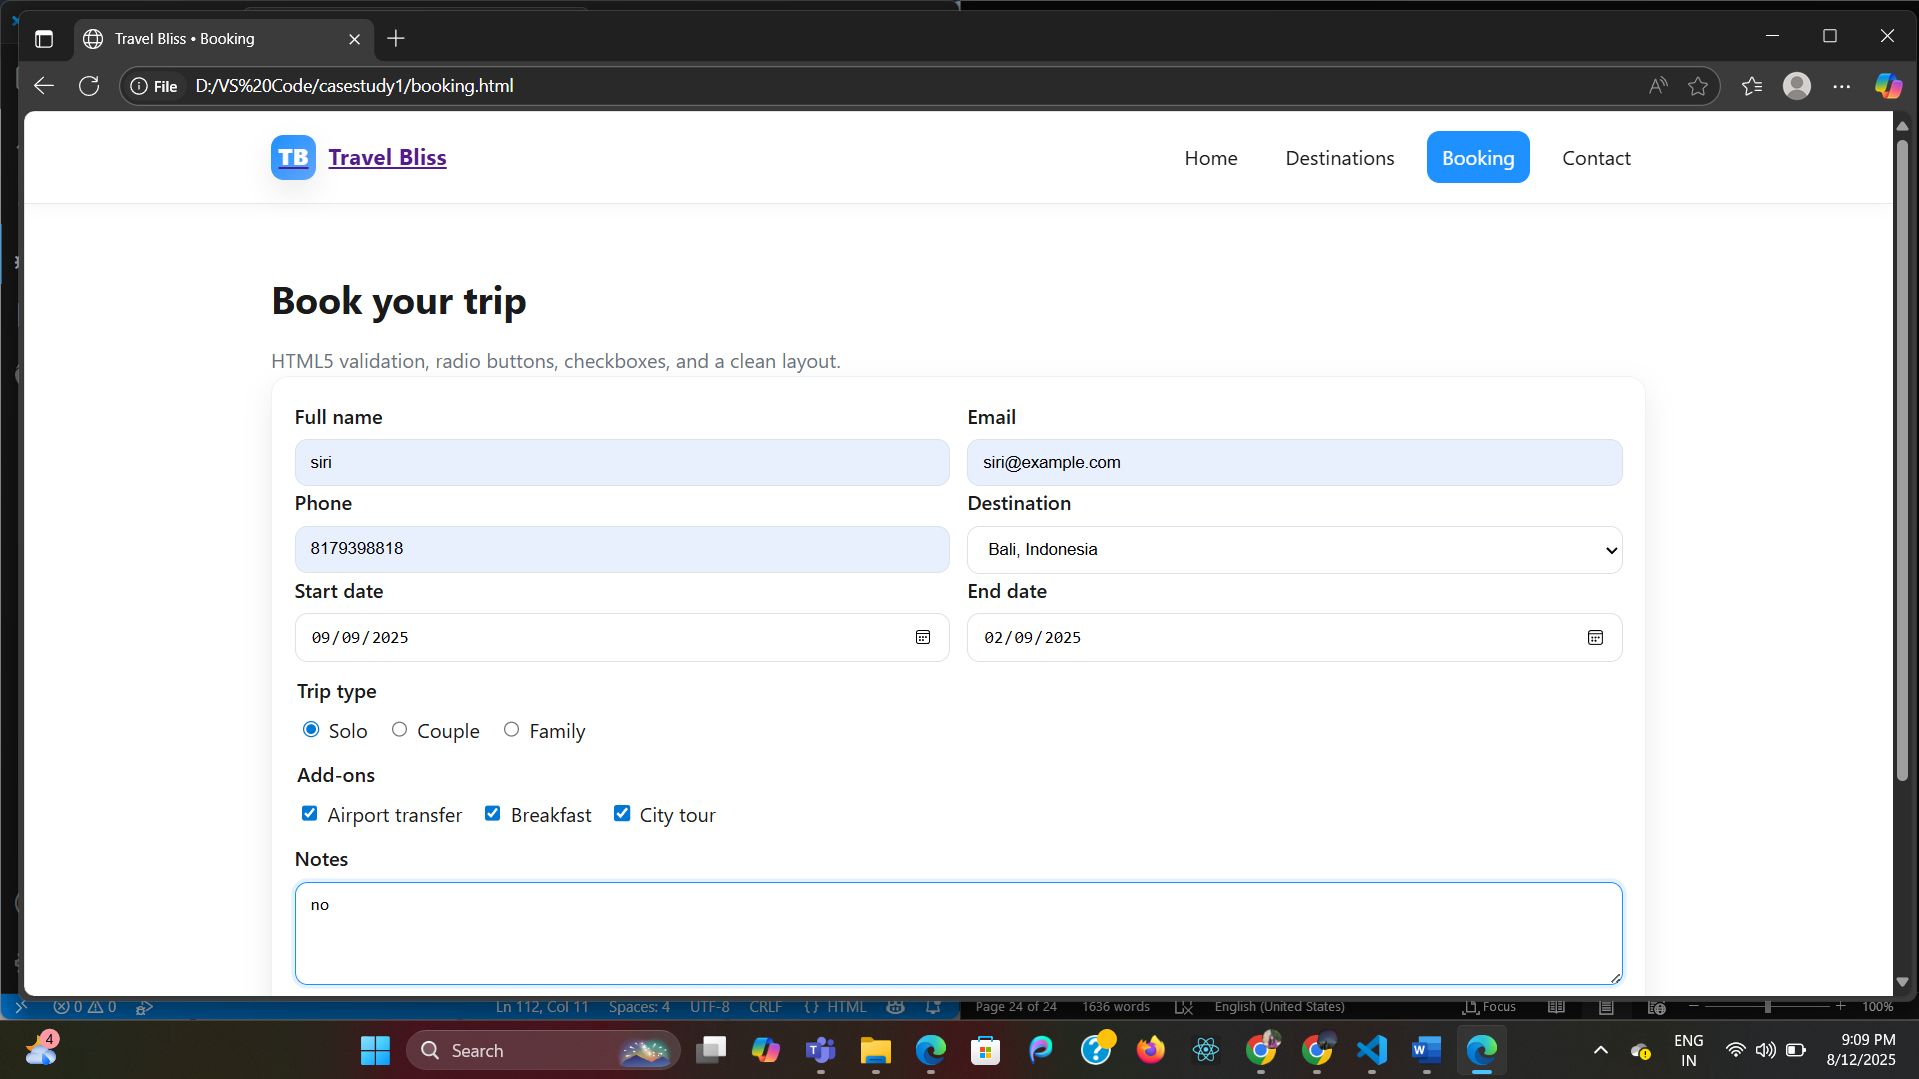 Travel Bliss • Booking
File D:/VS%20Code/casestudy1/booking.html
TB Travel Bliss Home Destinations Booking Contact
Book your trip
HTML5 validation, radio buttons, checkboxes, and a clean layout.
Full name Email
siri siri@example.com
Phone Destination
8179398818 Bali, Indonesia
Start date End date
09/09/2025 02/09/2025
Trip type
Solo Couple Family
Add-ons
Airport transfer Breakfast City tour
Notes
no
0 0 Ln 112, Col 11 Spaces: 4 UTF-8 CRLF {} HTML Page 24 of 24 1636 words English (United States) Focus 100%
4 Search ENG 9:09 PM
IN 8/12/2025